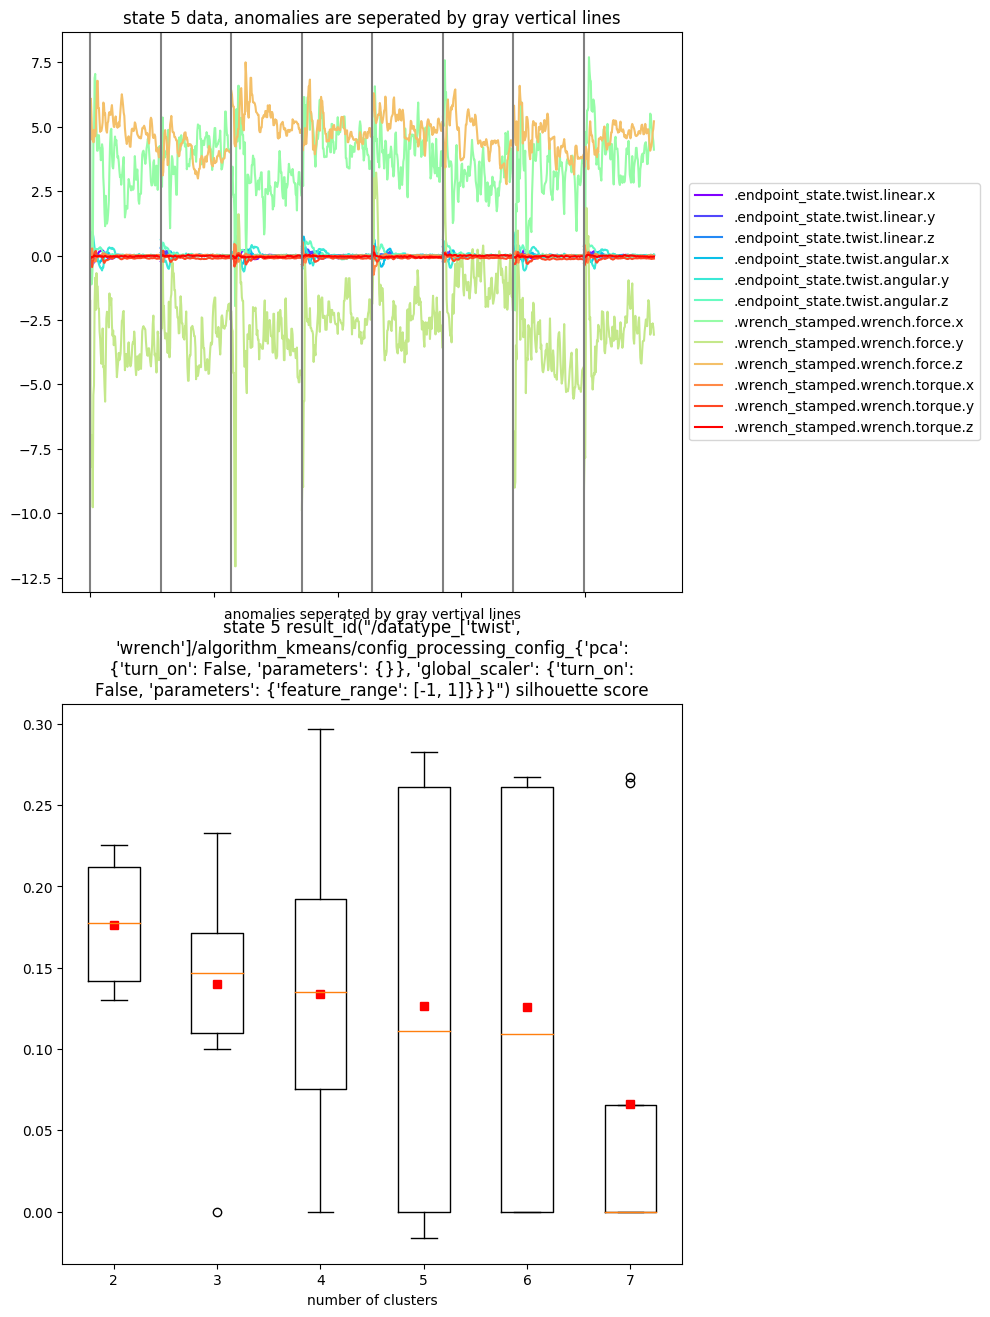 state 5 data, anomalies are seperated by gray vertical lines
7.5
5.0
2.5
0.0
−2.5
−5.0
−7.5
−10.0
−12.5
.endpoint_state.twist.linear.x
.endpoint_state.twist.linear.y
.endpoint_state.twist.linear.z
.endpoint_state.twist.angular.x
.endpoint_state.twist.angular.y
.endpoint_state.twist.angular.z
.wrench_stamped.wrench.force.x
.wrench_stamped.wrench.force.y
.wrench_stamped.wrench.force.z
.wrench_stamped.wrench.torque.x
.wrench_stamped.wrench.torque.y
.wrench_stamped.wrench.torque.z
anomalies seperated by gray vertival lines
state 5 result_id("/datatype_['twist',
'wrench']/algorithm_kmeans/config_processing_config_{'pca':
{'turn_on': False, 'parameters': {}}, 'global_scaler': {'turn_on':
False, 'parameters': {'feature_range': [-1, 1]}}}") silhouette score
0.30
0.25
0.20
0.15
0.10
0.05
0.00
2 3 4 5 6 7
number of clusters